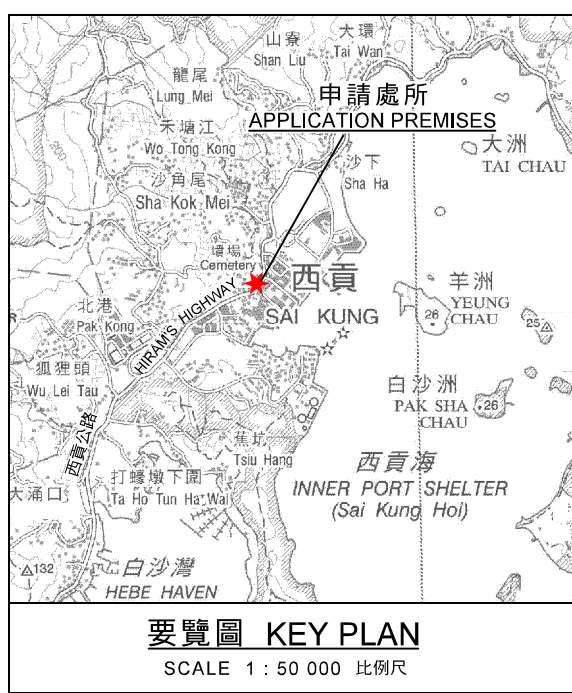 大環
Tai Wan
山寮
Shan Liu
龍尾
Lung Mei
申請處所
APPLICATION PREMISES
禾塘江
Wo Tong Kong
大洲
TAI CHAU
沙下
Sha Ha
沙角尾
Sha Kok Mei
200
墳場
Cemetery
西貢
SAI KUNG
羊洲
YEUNG
CHAU
26
25
北港
Pak Kong
HIRAM'S HIGHWAY
狐狸頭
Wu Lei Tau
白沙洲
PAK SHA
CHAU
26
西貢公路
蕉坑
Tsiu Hang
西貢海
INNER PORT SHELTER
(Sai Kung Hoi)
打蠔墩下圍
Ta Ho Tun Ha Wai
大涌口
132
白沙灣
HEBE HAVEN
要覽圖 KEY PLAN
SCALE 1 : 50 000 比例尺